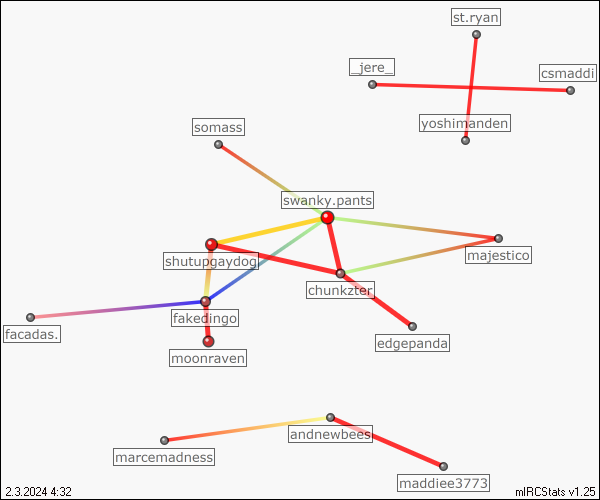 st.ryan
_jere_
csmaddi
yoshimanden
somass
swanky.pants
shutupgaydog
majestico
chunkzter
fakedingo
facadas.
edgepanda
moonraven
andnewbees
marcemadness
maddiee3773
2.3.2024 4:32
mIRCStats v1.25